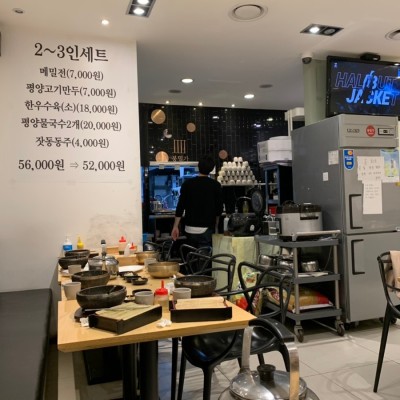 2~3인세트
메밀전(7,000원)
평양고기만두(7,000원)
한우수육(소)(18,000원)
평양물국수2개(20,000원)
잣동동주(4,000원)
56,000원 ⇒ 52,000원
HALIBUT
JACKET